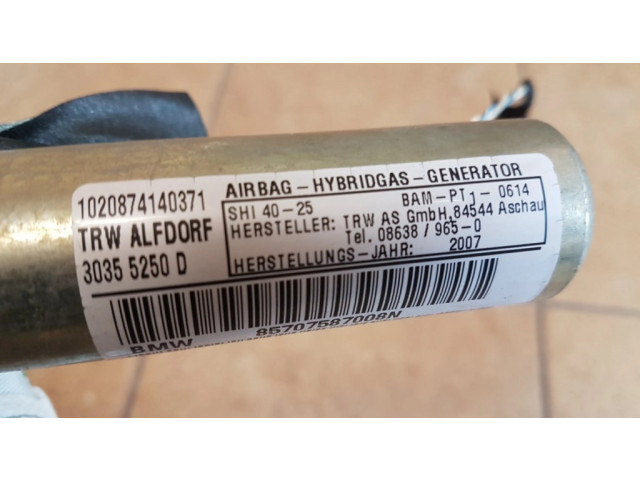 1020874140371
TRW ALFDORF
3035 5250 D
AIRBAG-HYBRIDGAS-GENERATOR
SHI 40-25 BAM-PT1-0614
HERSTELLER: TRW AS GmbH, 84544 Aschau
Tel. 08638 / 965-0
HERSTELLUNGS-JAHR: 2007
BMW 85707587008N